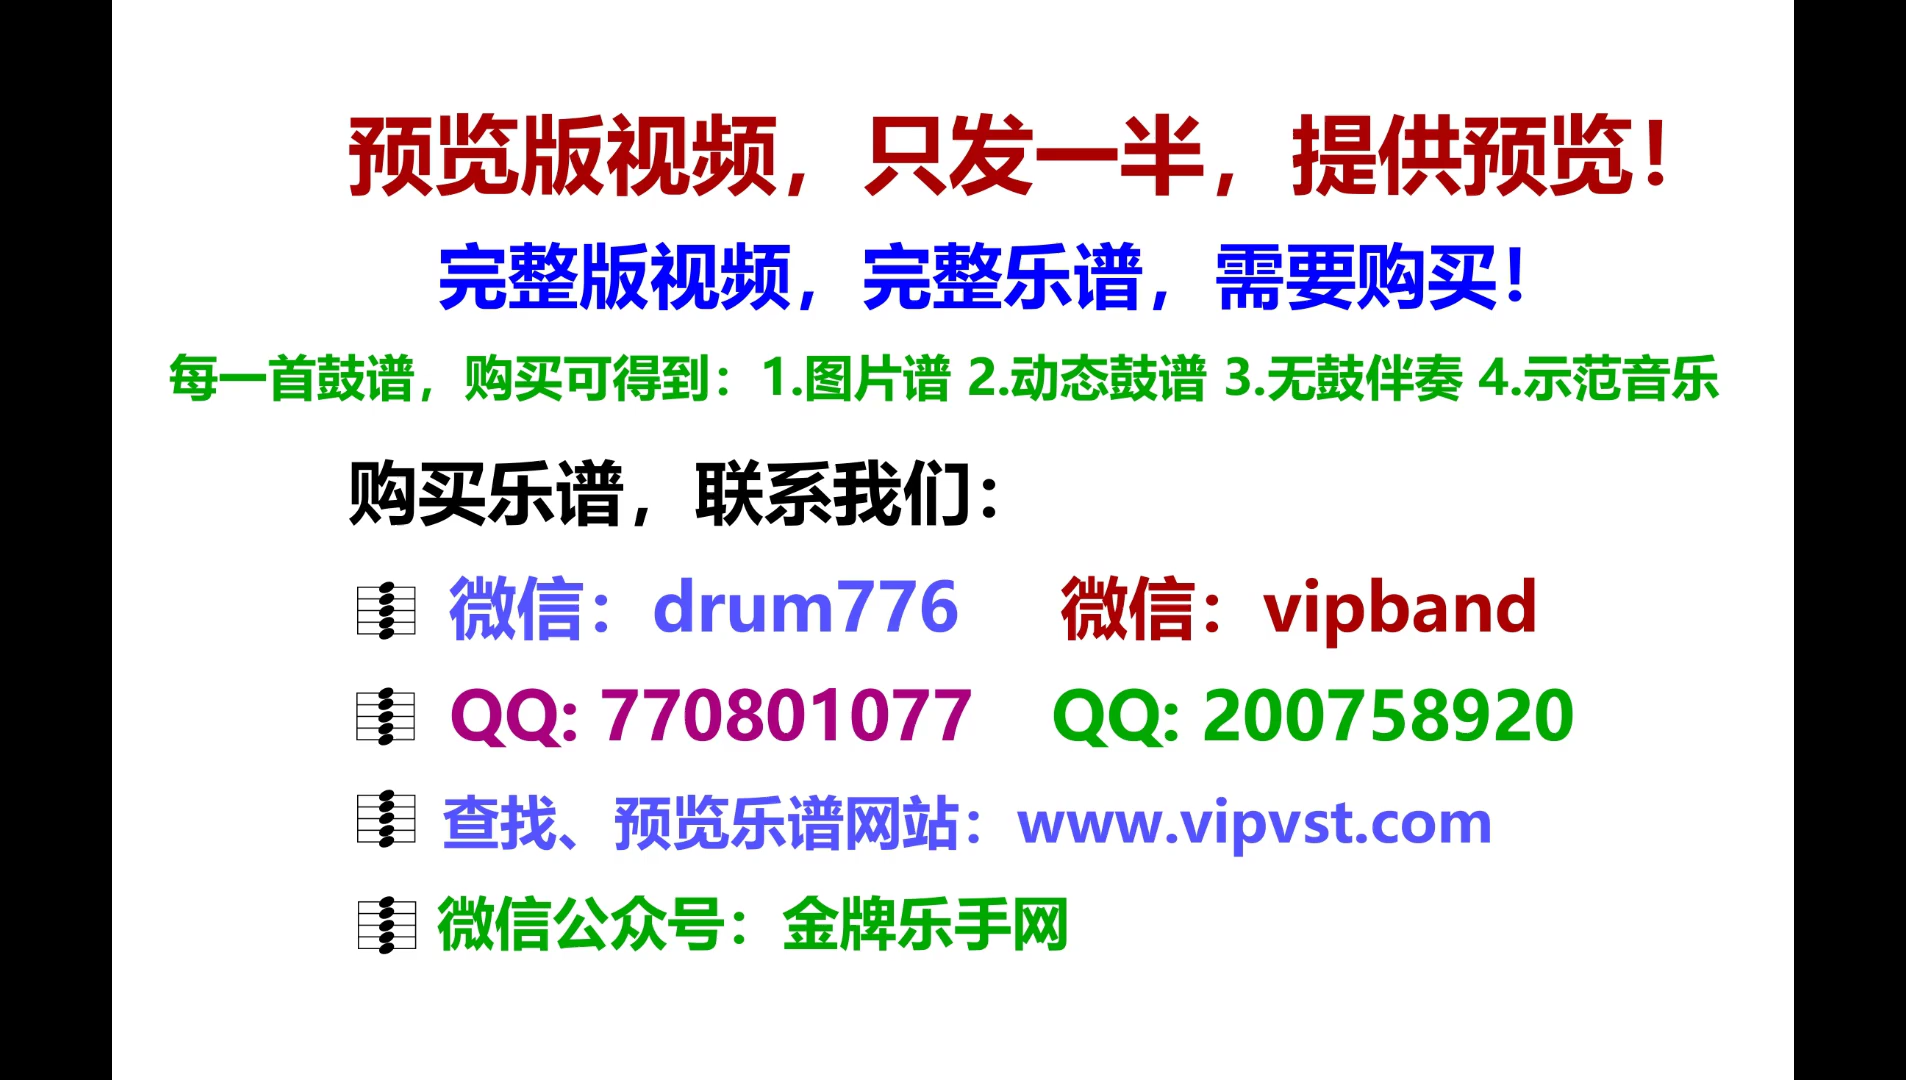 预览版视频，只发一半，提供预览！
完整版视频，完整乐谱，需要购买！
每一首鼓谱，购买可得到：1.图片谱 2.动态鼓谱 3.无鼓伴奏 4.示范音乐
购买乐谱，联系我们：
微信：drum776 微信：vipband
QQ: 770801077 QQ: 200758920
查找、预览乐谱网站：www.vipvst.com
微信公众号：金牌乐手网